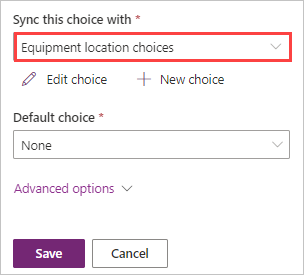 Sync this choice with *
Equipment location choices
Edit choice + New choice
Default choice *
None
Advanced options
Save Cancel